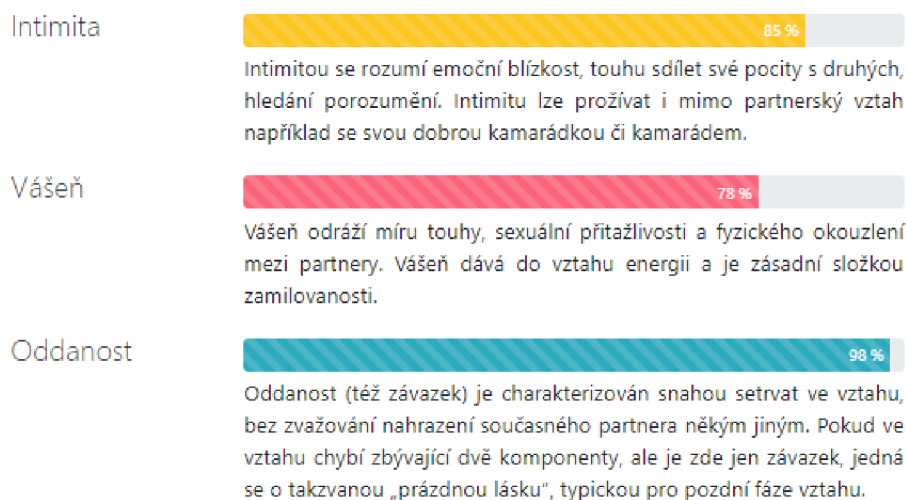 Intimita
85 %
Intimitou se rozumí emoční blízkost, touhu sdílet své pocity s druhých,
hledání porozumění. Intimitu lze prožívat i mimo partnerský vztah
například se svou dobrou kamarádkou či kamarádem.
Vášeň
78 %
Vášeň odráží míru touhy, sexuální přitažlivosti a fyzického okouzlení
mezi partnery. Vášeň dává do vztahu energii a je zásadní složkou
zamilovanosti.
Oddanost
98 %
Oddanost (též závazek) je charakterizován snahou setrvat ve vztahu,
bez zvažování nahrazení současného partnera někým jiným. Pokud ve
vztahu chybí zbývající dvě komponenty, ale je zde jen závazek, jedná
se o takzvanou „prázdnou lásku“, typickou pro pozdní fáze vztahu.